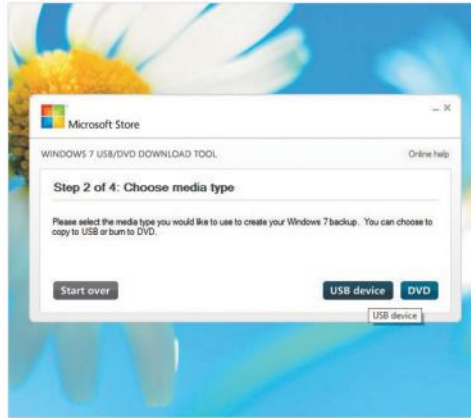 Microsoft Store
WINDOWS 7 USB/DVD DOWNLOAD TOOL
Online help
Step 2 of 4: Choose media type
Please select the media type you would like to use to create your Windows 7 backup. You can choose to
copy to USB or burn to DVD.
Start over
USB device
DVD
USB device